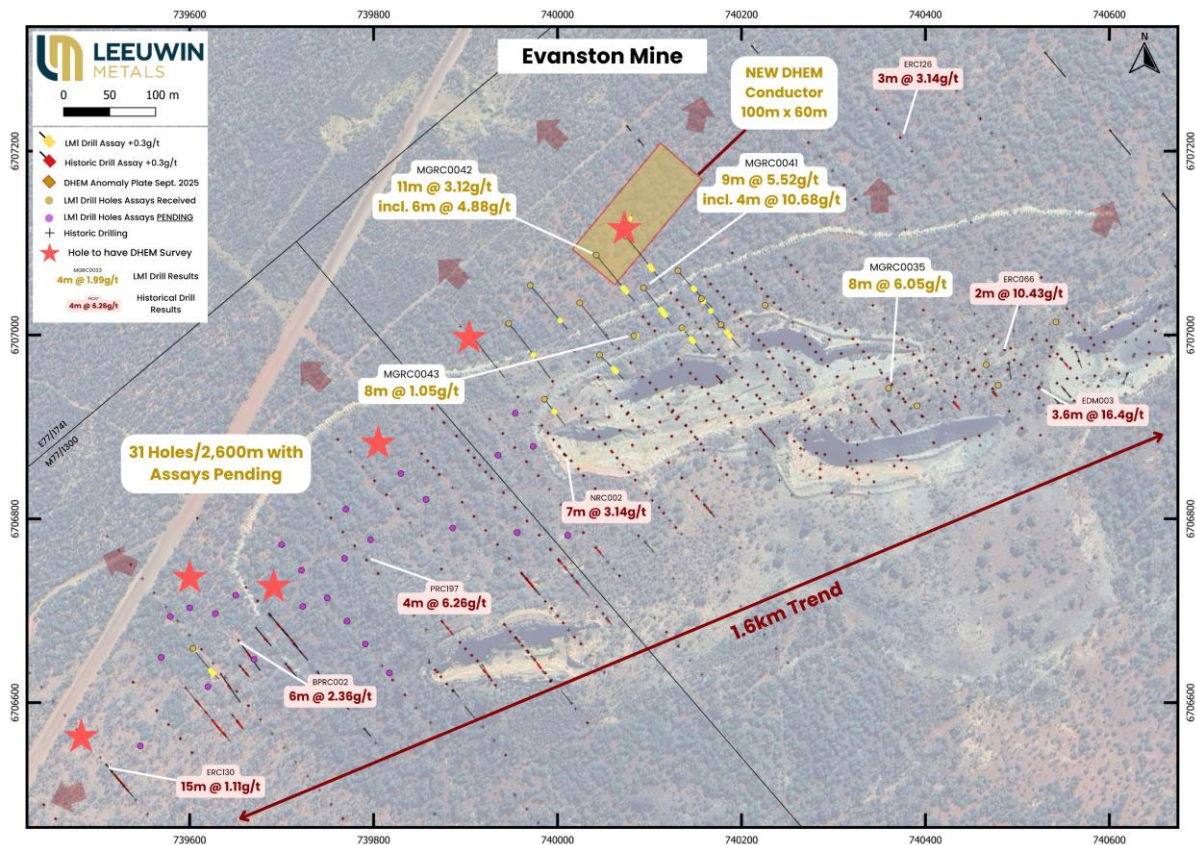 739600
739800
740000
740200
740400
740600
LEEUWIN
METALS
0 50 100 m
LM1 Drill Assay +0.3g/t
Historic Drill Assay +0.3g/t
DHEM Anomaly Plate Sept. 2025
LM1 Drill Holes Assays Received
LM1 Drill Holes Assays PENDING
Historic Drilling
Hole to have DHEM Survey
MGRC0033
4m @ 1.99g/t
LM1 Drill Results
4m @ 6.26g/t
Historical Drill
Results
Evanston Mine
N
NEW DHEM
Conductor
100m x 60m
ERC126
3m @ 3.14g/t
MGRC0042
11m @ 3.12g/t
incl. 6m @ 4.88g/t
MGRC0041
9m @ 5.52g/t
incl. 4m @ 10.68g/t
MGRC0035
8m @ 6.05g/t
ERC066
2m @ 10.43g/t
MGRC0043
8m @ 1.05g/t
EDM003
3.6m @ 16.4g/t
E77/1741
M77/1300
31 Holes/2,600m with
Assays Pending
NRC002
7m @ 3.14g/t
PRC197
4m @ 6.26g/t
1.6km Trend
BPRC002
6m @ 2.36g/t
ERC130
15m @ 1.11g/t
6707200
6707000
6706800
6706600
6707200
6707000
6706800
6706600
739600
739800
740000
740200
740400
740600